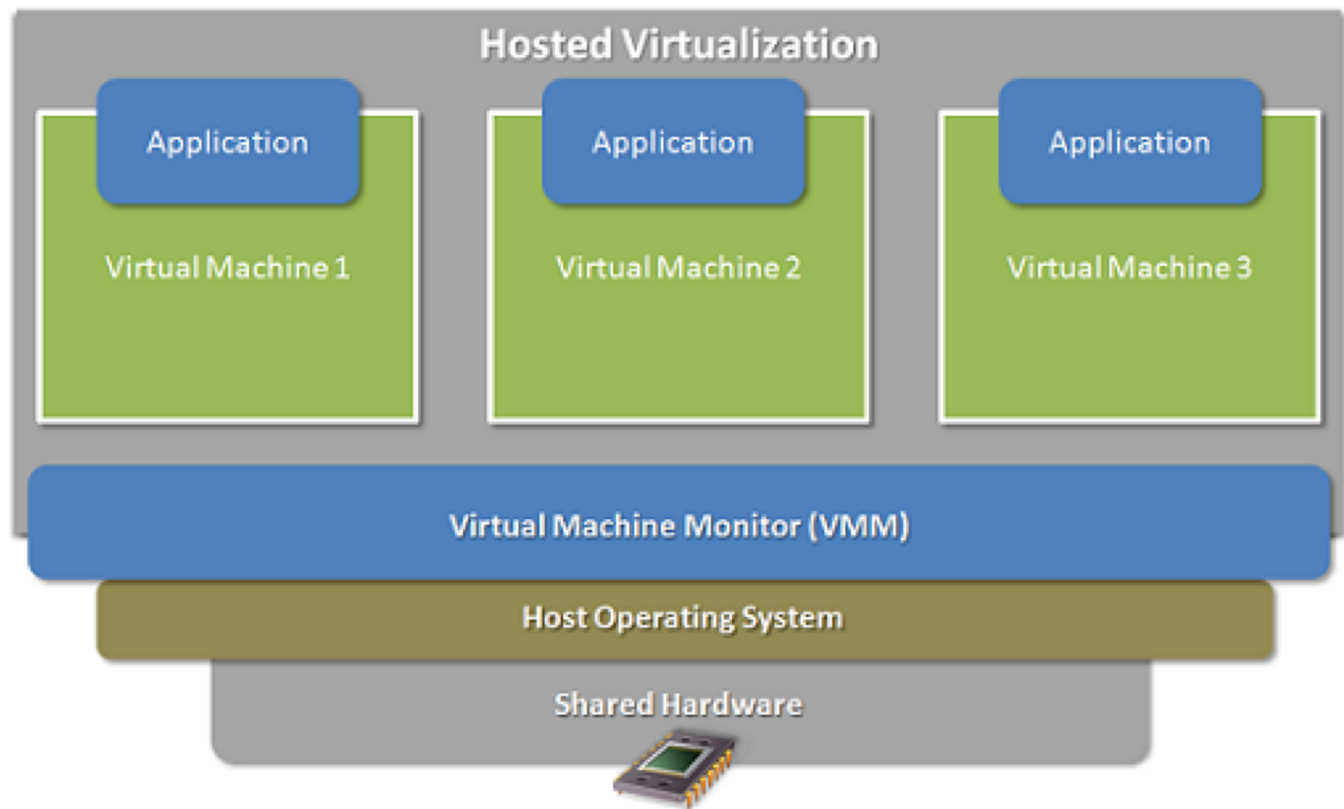 Hosted Virtualization
Application
Application
Application
Virtual Machine 1
Virtual Machine 2
Virtual Machine 3
Virtual Machine Monitor (VMM)
Host Operating System
Shared Hardware